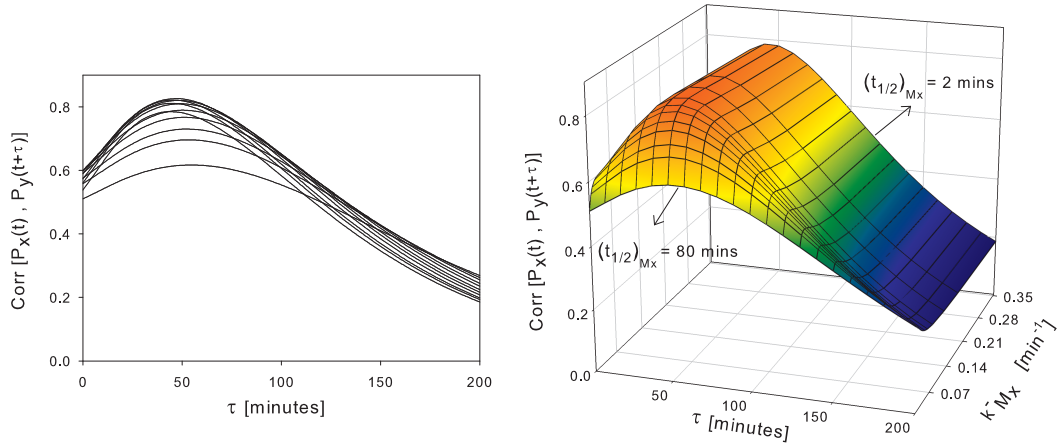 Corr [Px(t) , Py(t+τ)]
0.8
0.6
0.4
0.2
0.0
0 50 100 150 200
τ [minutes]
Corr [Px(t) , Py(t+τ)]
0.8
0.6
0.4
0.2
0.0
(t1/2)Mx = 2 mins
(t1/2)Mx = 80 mins
50
100
150
200
τ [minutes]
0.35
0.28
0.21
0.14
0.07
k⁻Mx [min⁻¹]